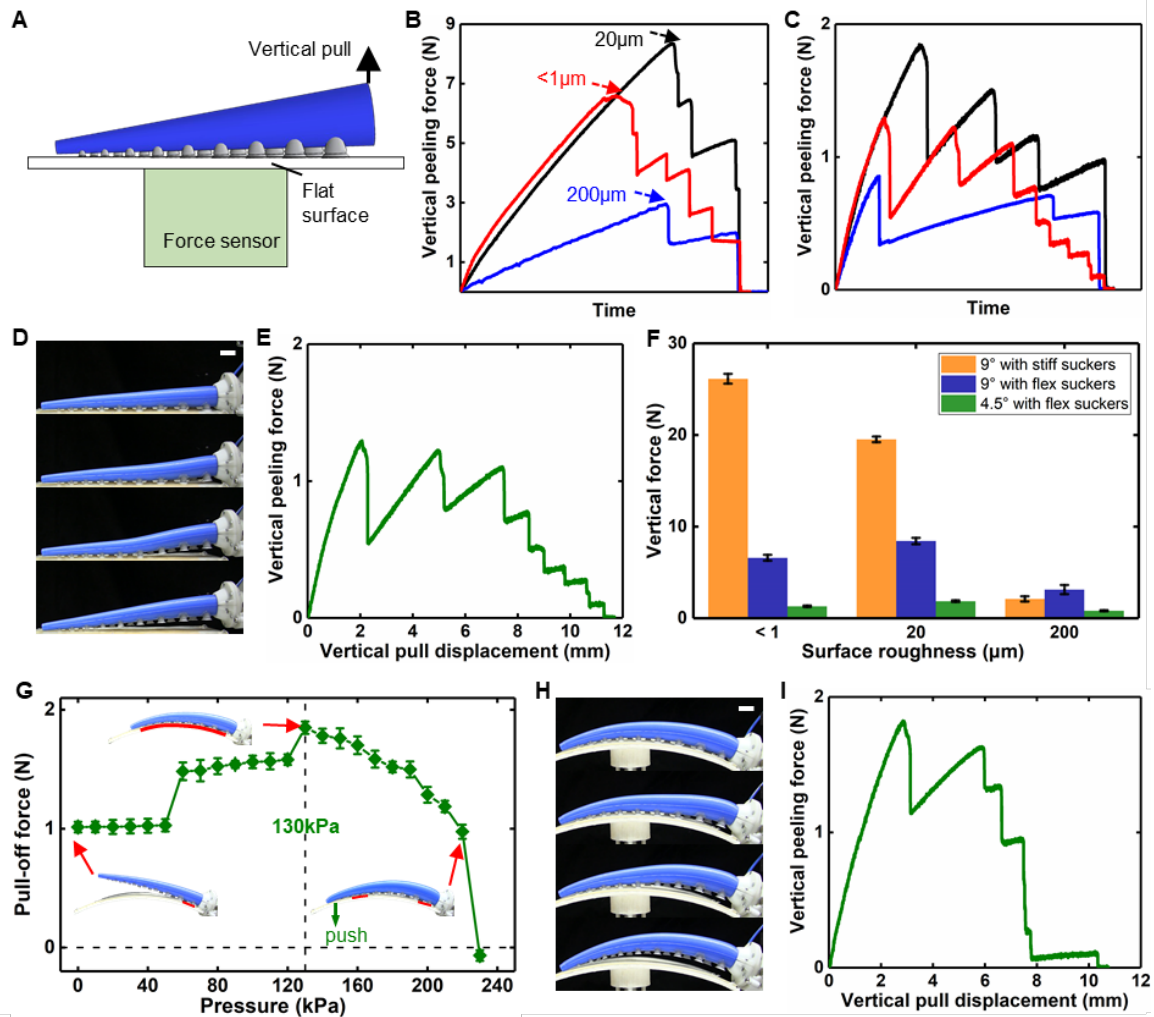 A
Vertical pull
Flat
surface
Force sensor
B
Vertical peeling force (N)
9
7
5
3
1
20μm
<1μm
200μm
Time
C
Vertical peeling force (N)
2
1
0
Time
D
E
Vertical peeling force (N)
2
1
0
0 2 4 6 8 10 12
Vertical pull displacement (mm)
F
Vertical force (N)
30
20
10
0
9° with stiff suckers
9° with flex suckers
4.5° with flex suckers
< 1 20 200
Surface roughness (μm)
G
Pull-off force (N)
2
1
0
130kPa
push
0 40 80 120 160 200 240
Pressure (kPa)
H
I
Vertical peeling force (N)
2
1
0
0 2 4 6 8 10 12
Vertical pull displacement (mm)